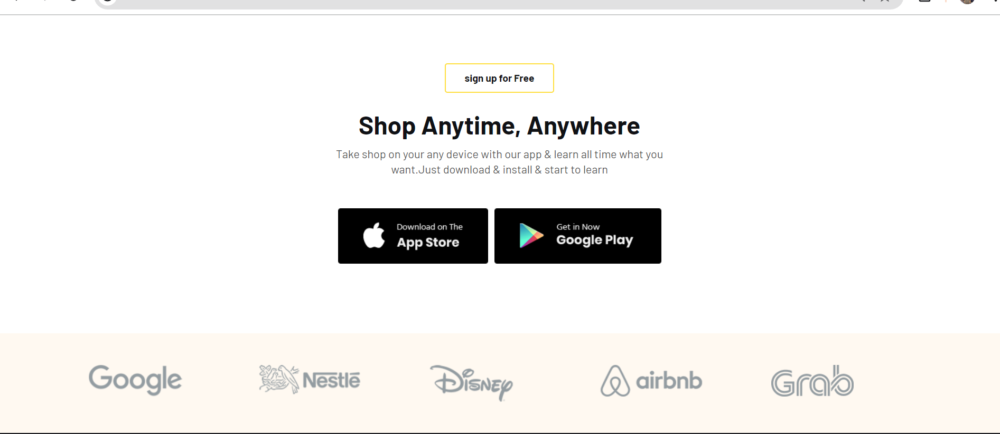 sign up for Free
Shop Anytime, Anywhere
Take shop on your any device with our app & learn all time what you
want.Just download & install & start to learn
Download on The
App Store
Get in Now
Google Play
Google
Nestlē
Disney
airbnb
Grab